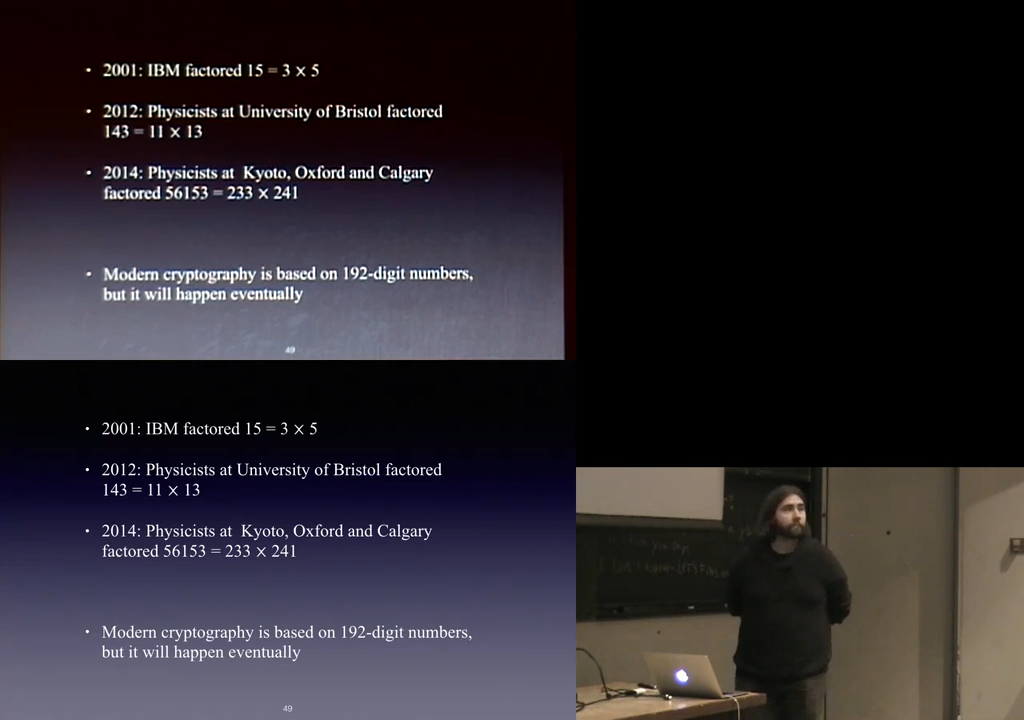 • 2001: IBM factored 15 = 3 × 5
• 2012: Physicists at University of Bristol factored
143 = 11 × 13
• 2014: Physicists at Kyoto, Oxford and Calgary
factored 56153 = 233 × 241
• Modern cryptography is based on 192-digit numbers,
but it will happen eventually
49
• 2001: IBM factored 15 = 3 × 5
• 2012: Physicists at University of Bristol factored
143 = 11 × 13
• 2014: Physicists at Kyoto, Oxford and Calgary
factored 56153 = 233 × 241
• Modern cryptography is based on 192-digit numbers,
but it will happen eventually
49